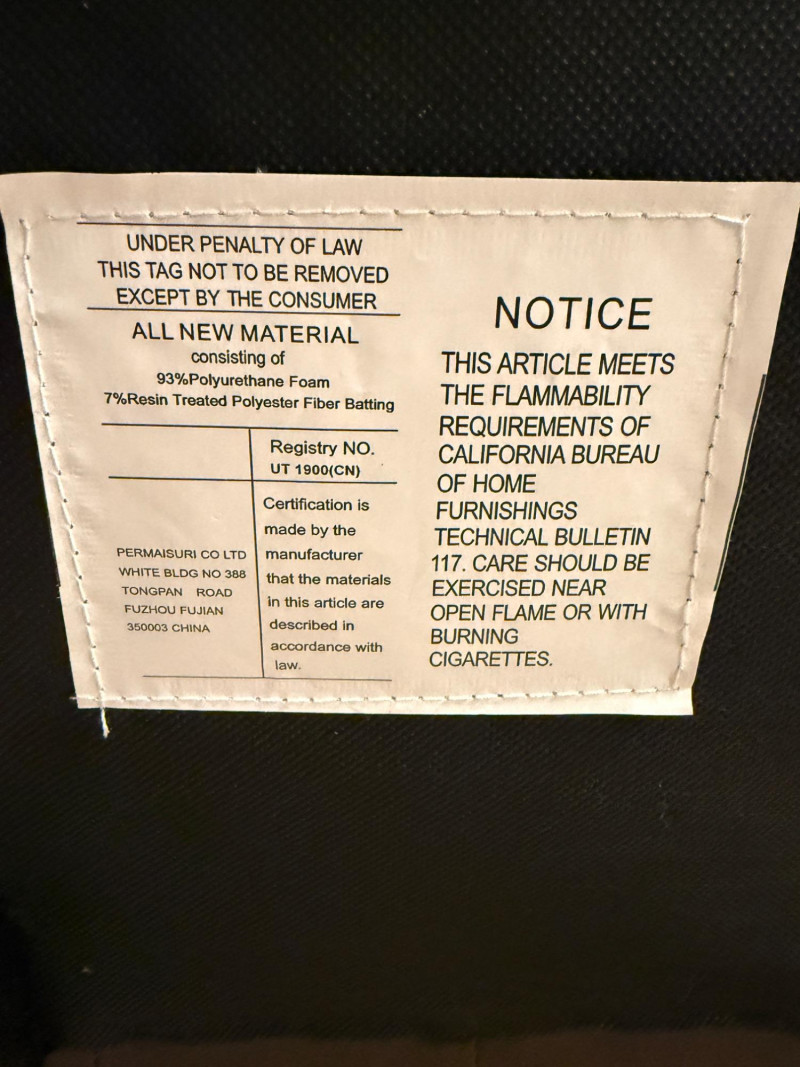 UNDER PENALTY OF LAW
THIS TAG NOT TO BE REMOVED
EXCEPT BY THE CONSUMER
ALL NEW MATERIAL
consisting of
93%Polyurethane Foam
7%Resin Treated Polyester Fiber Batting
Registry NO.
UT 1900(CN)
PERMAISURI CO LTD
WHITE BLDG NO 388
TONGPAN ROAD
FUZHOU FUJIAN
350003 CHINA
Certification is
made by the
manufacturer
that the materials
in this article are
described in
accordance with
law.
NOTICE
THIS ARTICLE MEETS
THE FLAMMABILITY
REQUIREMENTS OF
CALIFORNIA BUREAU
OF HOME
FURNISHINGS
TECHNICAL BULLETIN
117. CARE SHOULD BE
EXERCISED NEAR
OPEN FLAME OR WITH
BURNING
CIGARETTES.